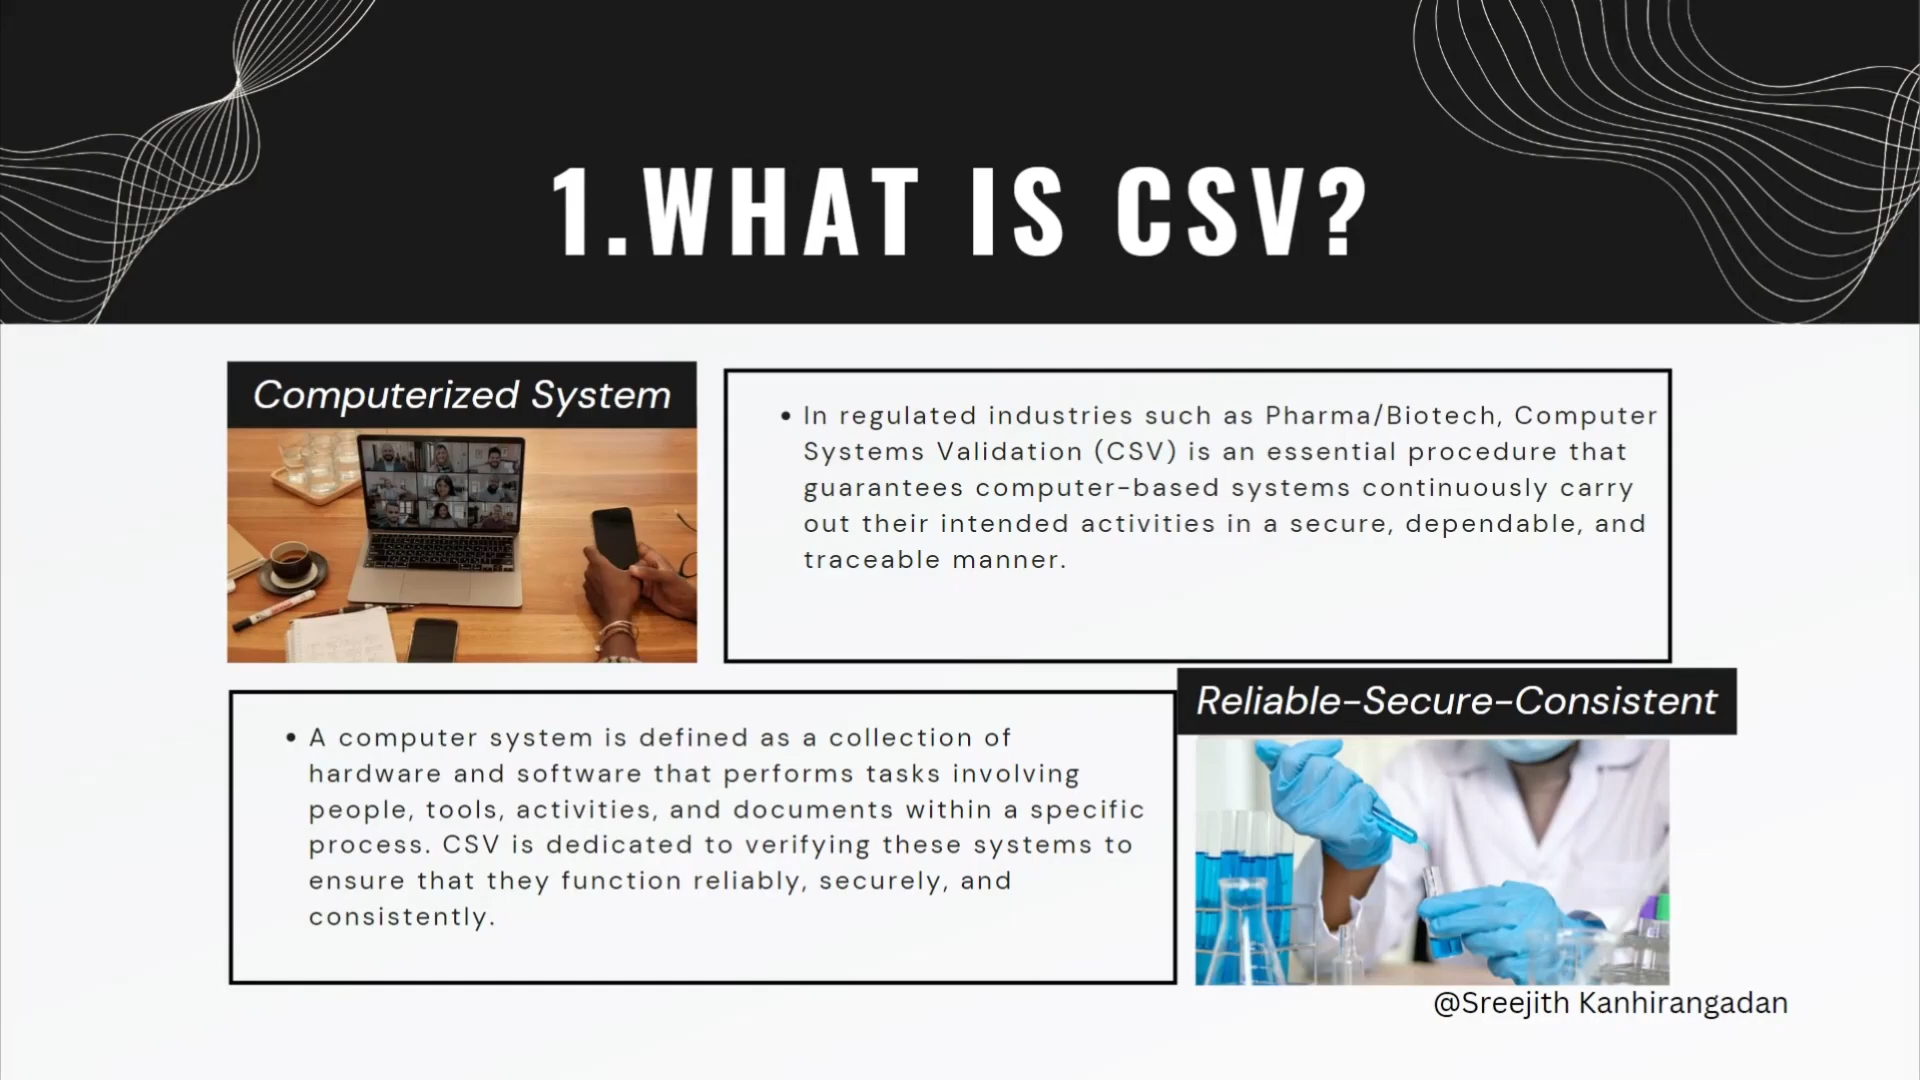 1.WHAT IS CSV?
Computerized System
• In regulated industries such as Pharma/Biotech, Computer
Systems Validation (CSV) is an essential procedure that
guarantees computer-based systems continuously carry
out their intended activities in a secure, dependable, and
traceable manner.
Reliable-Secure-Consistent
• A computer system is defined as a collection of
hardware and software that performs tasks involving
people, tools, activities, and documents within a specific
process. CSV is dedicated to verifying these systems to
ensure that they function reliably, securely, and
consistently.
@Sreejith Kanhirangadan